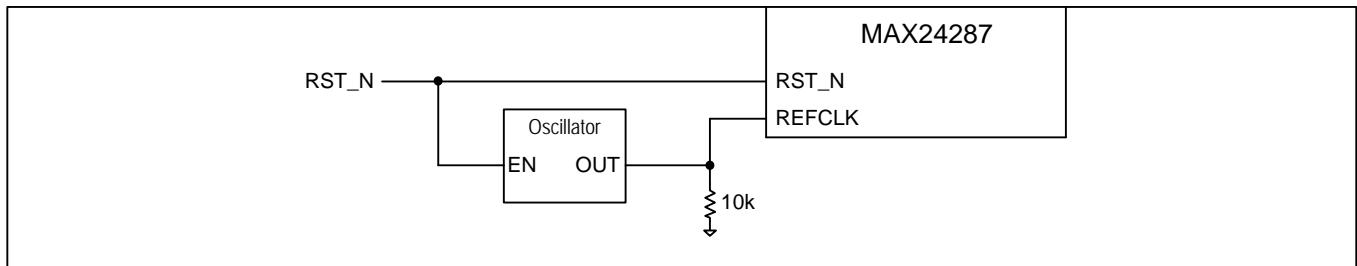 MAX24287
RST_N
RST_N
REFCLK
Oscillator
EN OUT
10k